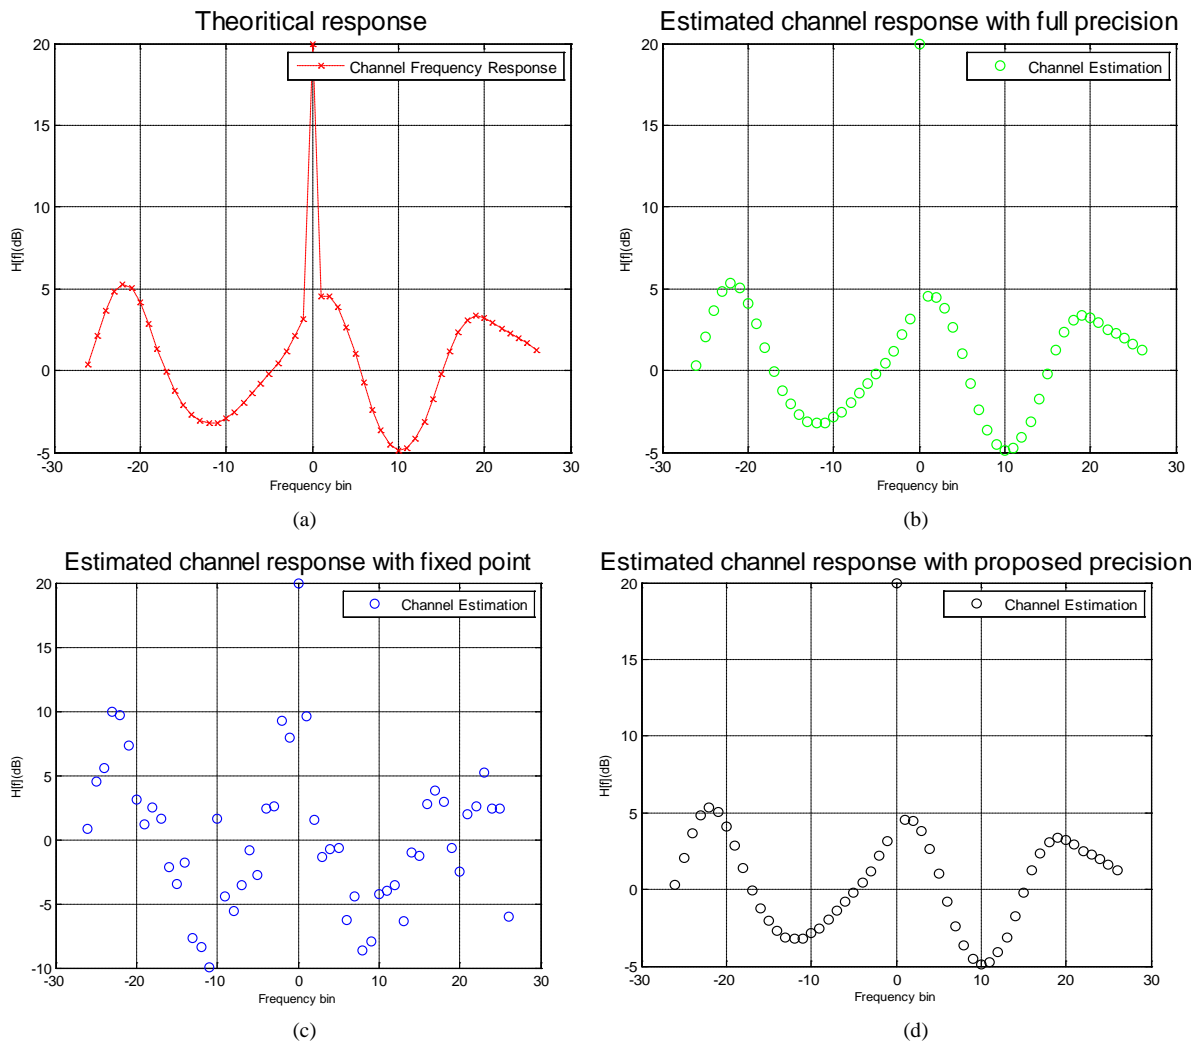 Theoritical response
Channel Frequency Response
20
15
10
5
0
-5
H[f](dB)
-30
-20
-10
0
10
20
30
Frequency bin
(a)
Estimated channel response with full precision
Channel Estimation
20
15
10
5
0
-5
H[f](dB)
-30
-20
-10
0
10
20
30
Frequency bin
(b)
Estimated channel response with fixed point
Channel Estimation
20
15
10
5
0
-5
-10
H[f](dB)
-30
-20
-10
0
10
20
30
Frequency bin
(c)
Estimated channel response with proposed precision
Channel Estimation
20
15
10
5
0
-5
H[f](dB)
-30
-20
-10
0
10
20
30
Frequency bin
(d)